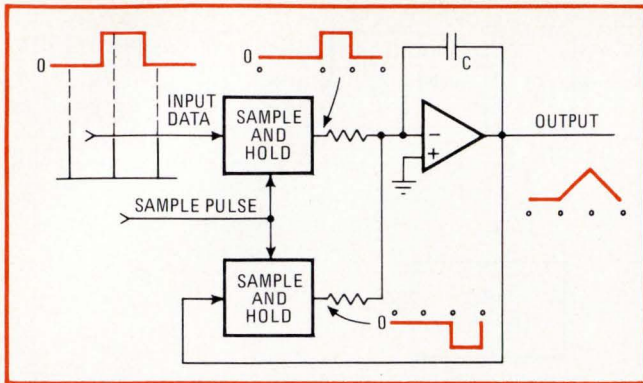 0
0
INPUT
DATA
SAMPLE
AND
HOLD
C
−
+
OUTPUT
SAMPLE PULSE
SAMPLE
AND
HOLD
0